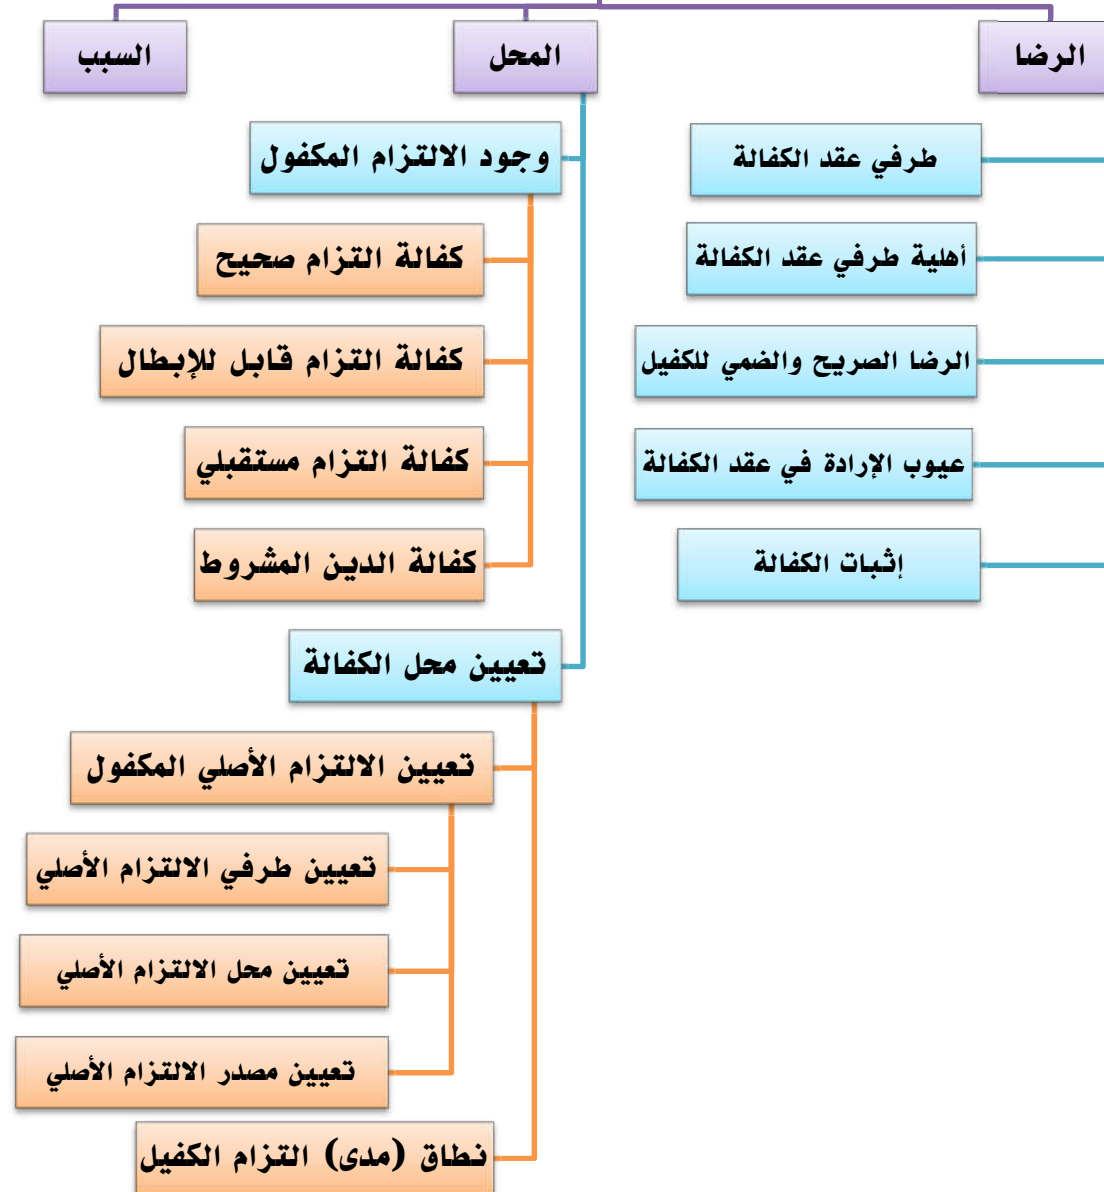 الرضا
المحل
السبب
طرفي عقد الكفالة
أهلية طرفي عقد الكفالة
الرضا الصريح والضمي للكفيل
عيوب الإرادة في عقد الكفالة
إثبات الكفالة
وجود الالتزام المكفول
كفالة التزام صحيح
كفالة التزام قابل للإبطال
كفالة التزام مستقبلي
كفالة الدين المشروط
تعيين محل الكفالة
تعيين الالتزام الأصلي المكفول
تعيين طرفي الالتزام الأصلي
تعيين محل الالتزام الأصلي
تعيين مصدر الالتزام الأصلي
نطاق (مدى) التزام الكفيل